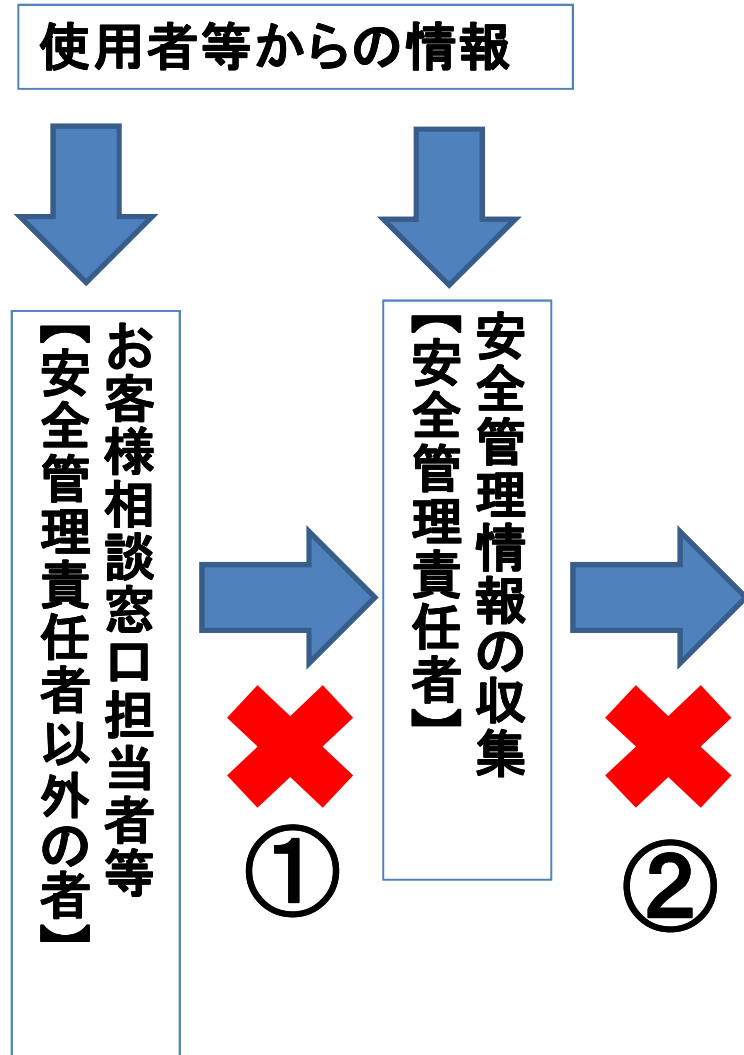 使用者等からの情報
お客様相談窓口担当者等
【安全管理責任者以外の者】
①
安全管理情報の収集
【安全管理責任者】
②